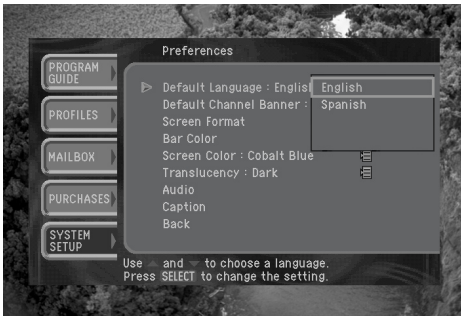 Preferences
PROGRAM
GUIDE
PROFILES
MAILBOX
PURCHASES
SYSTEM
SETUP
Default Language : Englis
Default Channel Banner :
Screen Format
Bar Color
Screen Color : Cobalt Blue
Translucency : Dark
Audio
Caption
Back
English
Spanish
Use and to choose a language.
Press SELECT to change the setting.